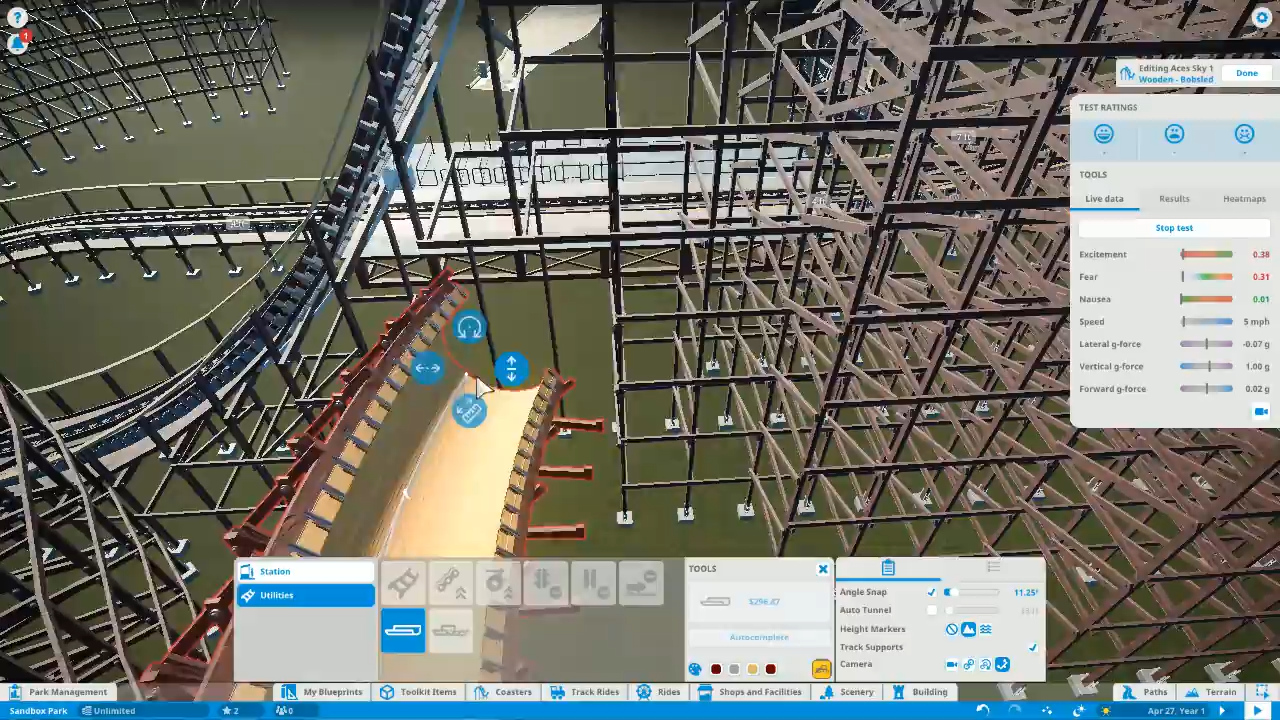 ?
1
Editing Aces Sky 1
Wooden - Bobsled
Done
TEST RATINGS
-
-
-
TOOLS
Live data
Results
Heatmaps
Stop test
Excitement 0.38
Fear 0.31
Nausea 0.01
Speed 5 mph
Lateral g-force -0.07 g
Vertical g-force 1.00 g
Forward g-force 0.02 g
Station
Utilities
TOOLS
Autocomplete
Angle Snap 11.25°
Auto Tunnel
Height Markers
Track Supports
Camera
Park Management
My Blueprints
Toolkit Items
Coasters
Track Rides
Rides
Shops and Facilities
Scenery
Building
Paths
Terrain
Sandbox Park
Unlimited
2
0
Apr 27, Year 1